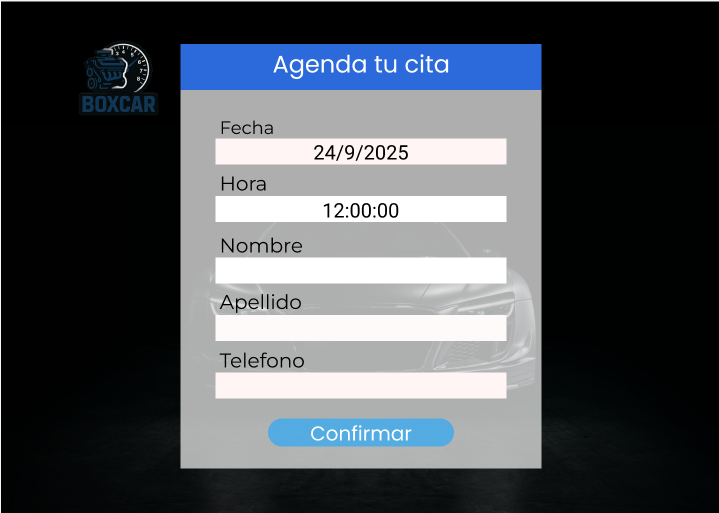 BOXCAR
Agenda tu cita
Fecha
24/9/2025
Hora
12:00:00
Nombre
Apellido
Telefono
Confirmar